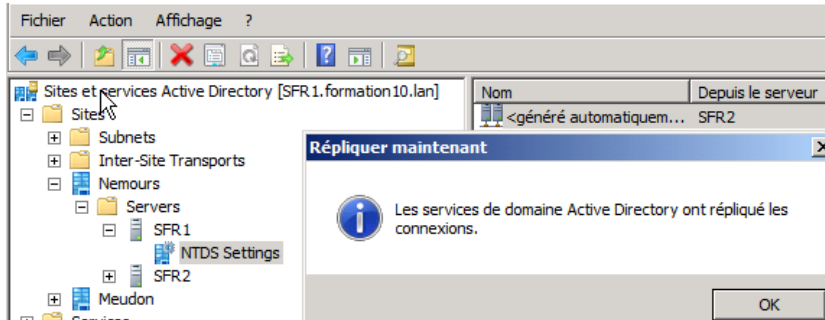 Fichier Action Affichage ?
Sites et services Active Directory [SFR1.formation10.lan]
Sites
Subnets
Inter-Site Transports
Nemours
Servers
SFR1
NTDS Settings
SFR2
Meudon
Services
Nom Depuis le serveur
<généré automatiquem... SFR2
Répliquer maintenant
Les services de domaine Active Directory ont répliqué les
connexions.
OK